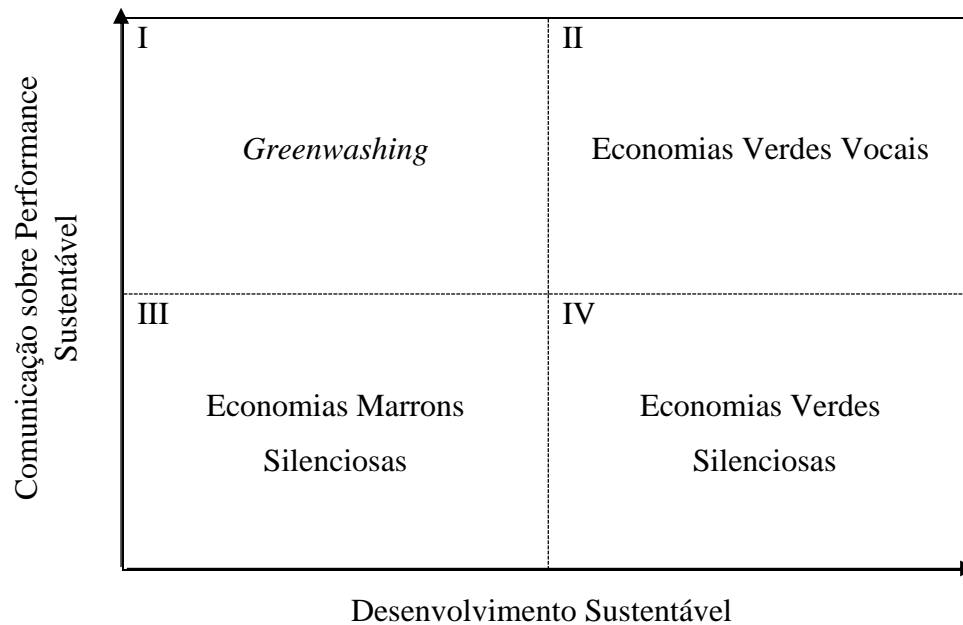 I
II
Greenwashing
Economias Verdes Vocais
Comunicação sobre Performance
Sustentável
III
IV
Economias Marrons
Silenciosas
Economias Verdes
Silenciosas
Desenvolvimento Sustentável